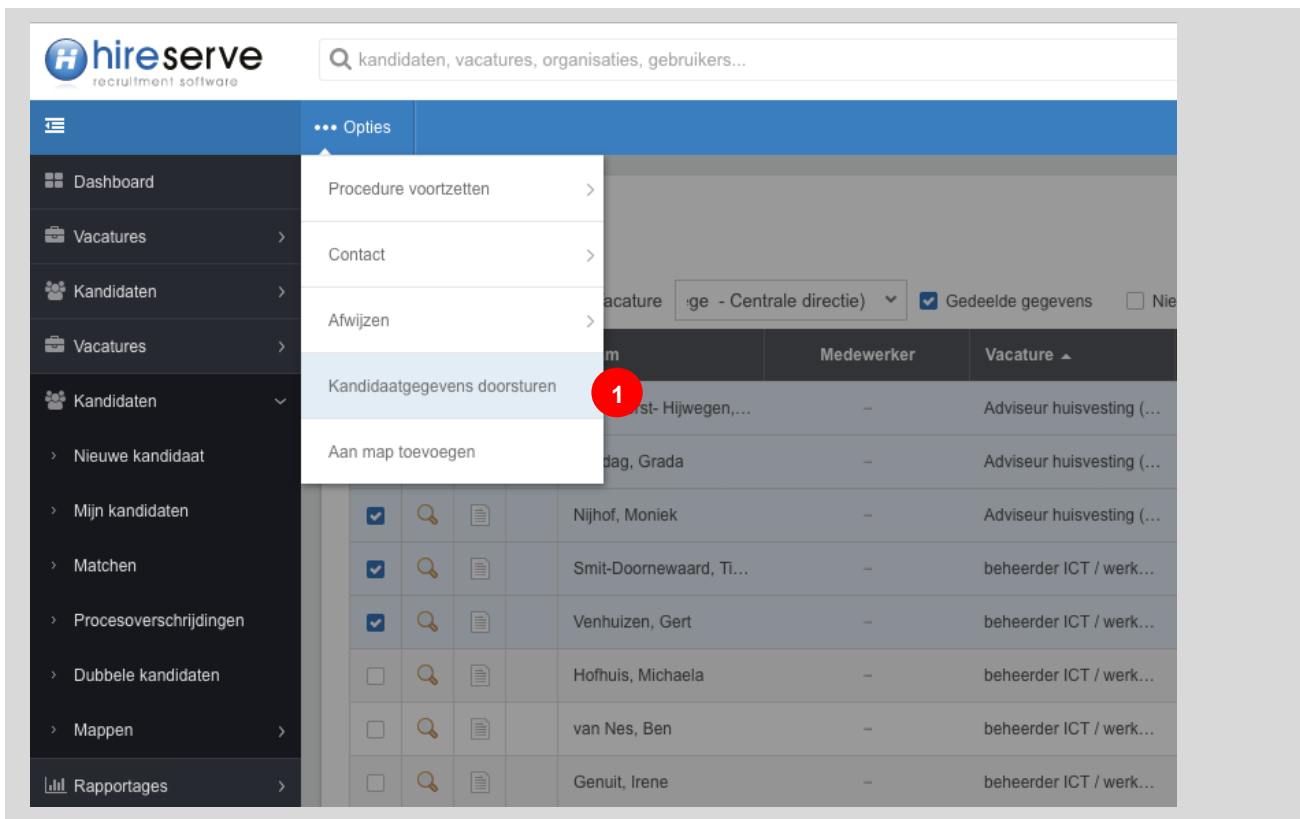 hireserve
recruitment software
kandidaten, vacatures, organisaties, gebruikers...
Opties
Dashboard
Vacatures
Kandidaten
Vacatures
Kandidaten
Nieuwe kandidaat
Mijn kandidaten
Matchen
Procesoverschrijdingen
Dubbele kandidaten
Mappen
Rapportages
Procedure voortzetten
Contact
Afwijzen
Kandidaatgegevens doorsturen
1
Aan map toevoegen
acature ge - Centrale directie) Gedeelde gegevens Nie
m Medewerker Vacature
rst- Hijwegen,... – Adviseur huisvesting (...
dag, Grada – Adviseur huisvesting (...
Nijhof, Moniek – Adviseur huisvesting (...
Smit-Doornewaard, Ti... – beheerder ICT / werk...
Venhuizen, Gert – beheerder ICT / werk...
Hofhuis, Michaela – beheerder ICT / werk...
van Nes, Ben – beheerder ICT / werk...
Genuit, Irene – beheerder ICT / werk...